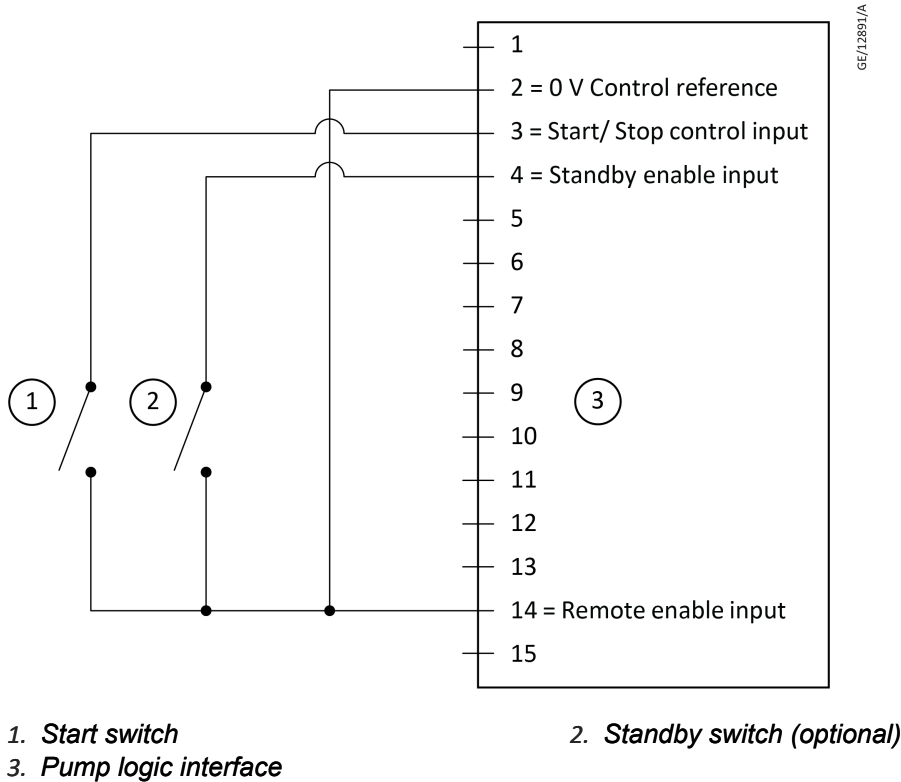 GE/12891/A
1
2 = 0 V Control reference
3 = Start/ Stop control input
4 = Standby enable input
5
6
7
8
1
2
9
3
10
11
12
13
14 = Remote enable input
15
1. Start switch
2. Standby switch (optional)
3. Pump logic interface